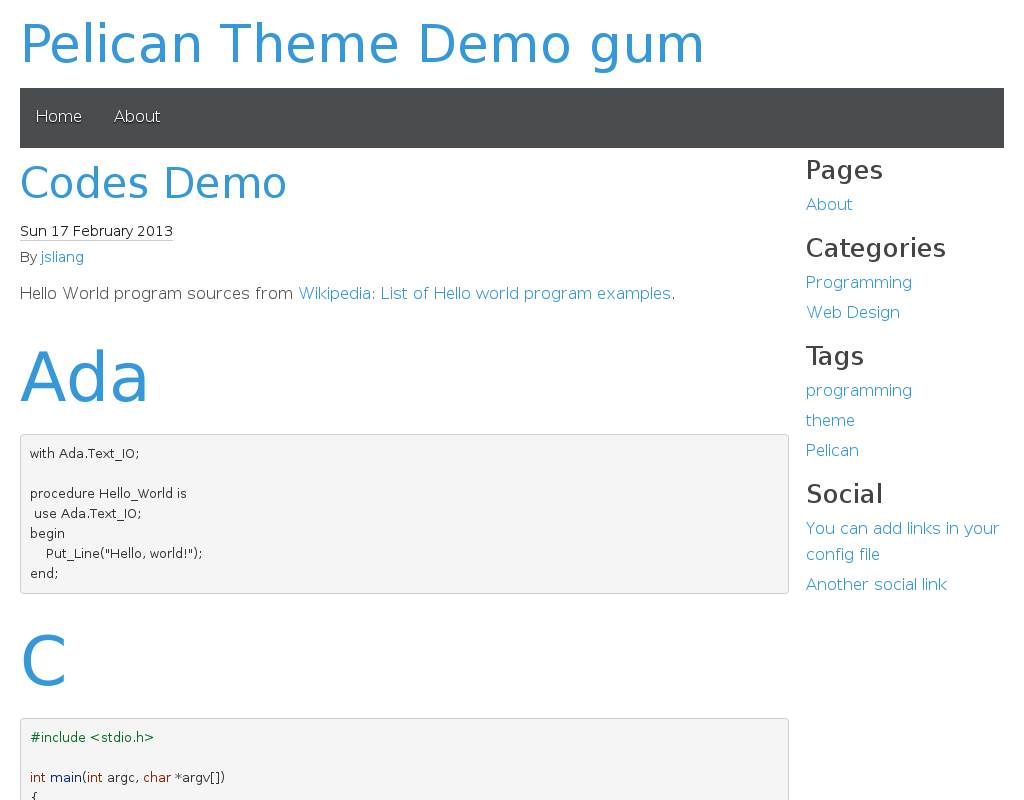 Pelican Theme Demo gum
Home About
Codes Demo
Sun 17 February 2013
By jsliang
Hello World program sources from Wikipedia: List of Hello world program examples.
Ada
with Ada.Text_IO;
procedure Hello_World is
 use Ada.Text_IO;
begin
    Put_Line("Hello, world!");
end;
C
#include <stdio.h>
int main(int argc, char *argv[])
{
Pages
About
Categories
Programming
Web Design
Tags
programming
theme
Pelican
Social
You can add links in your
config file
Another social link